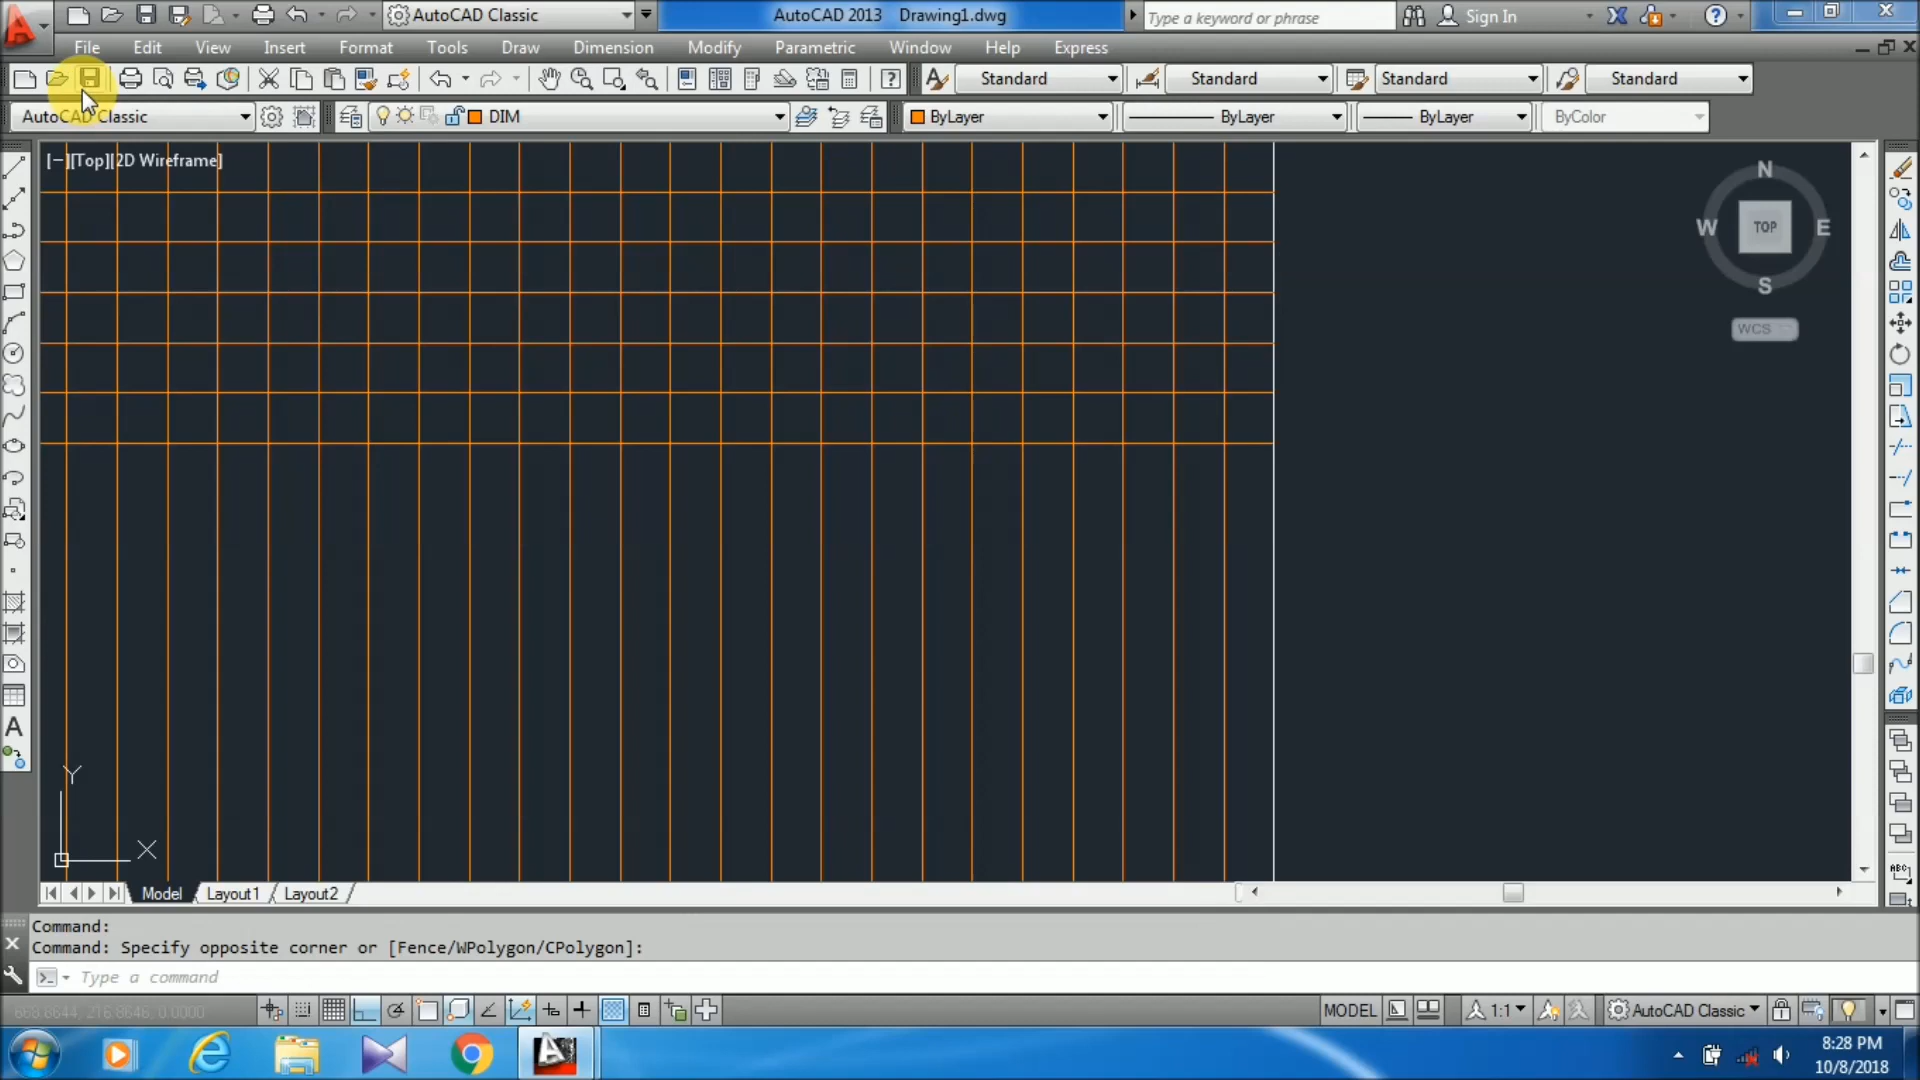 AutoCAD Classic
AutoCAD 2013 Drawing1.dwg
Type a keyword or phrase
Sign In
File Edit View Insert Format Tools Draw Dimension Modify Parametric Window Help Express
Standard Standard Standard Standard
AutoCAD Classic DIM ByLayer ByLayer ByLayer ByColor
[−][Top][2D Wireframe]
N
W TOP E
S
WCS
Y
X
Model Layout1 Layout2
Command:
Command: Specify opposite corner or [Fence/WPolygon/CPolygon]:
Type a command
MODEL 1:1 AutoCAD Classic
8:28 PM
10/8/2018